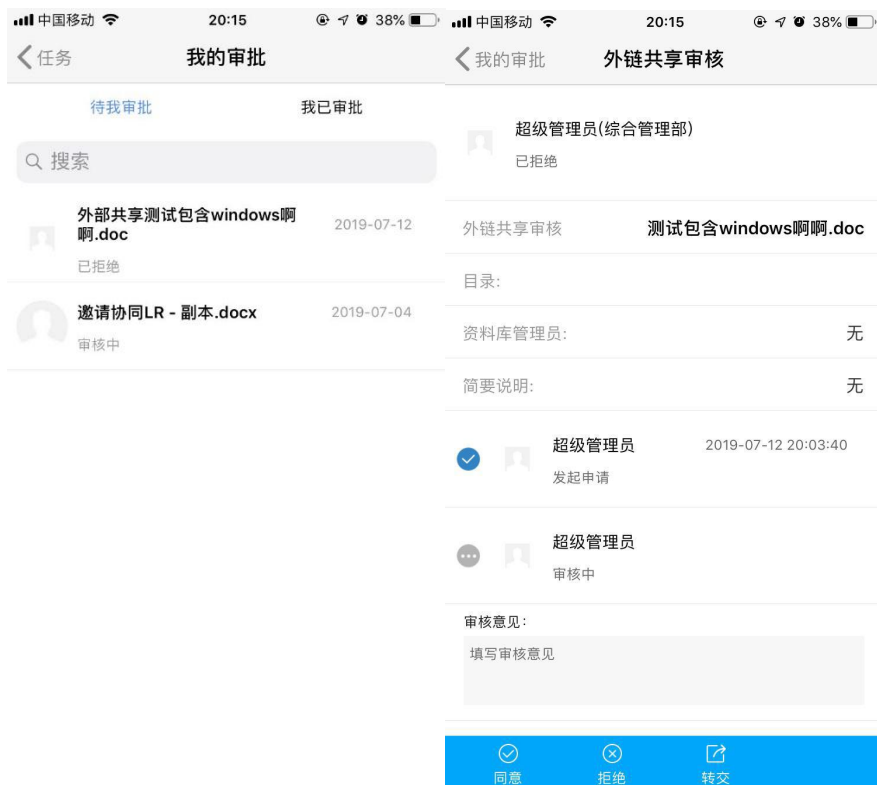 中国移动
20:15
38%
任务
我的审批
待我审批
我已审批
搜索
外部共享测试包含windows啊
啊.doc
2019-07-12
已拒绝
邀请协同LR - 副本.docx
2019-07-04
审核中
中国移动
20:15
38%
我的审批
外链共享审核
超级管理员(综合管理部)
已拒绝
外链共享审核
测试包含windows啊啊.doc
目录:
资料库管理员:
无
简要说明:
无
超级管理员
2019-07-12 20:03:40
发起申请
超级管理员
审核中
审核意见:
填写审核意见
同意
拒绝
转交